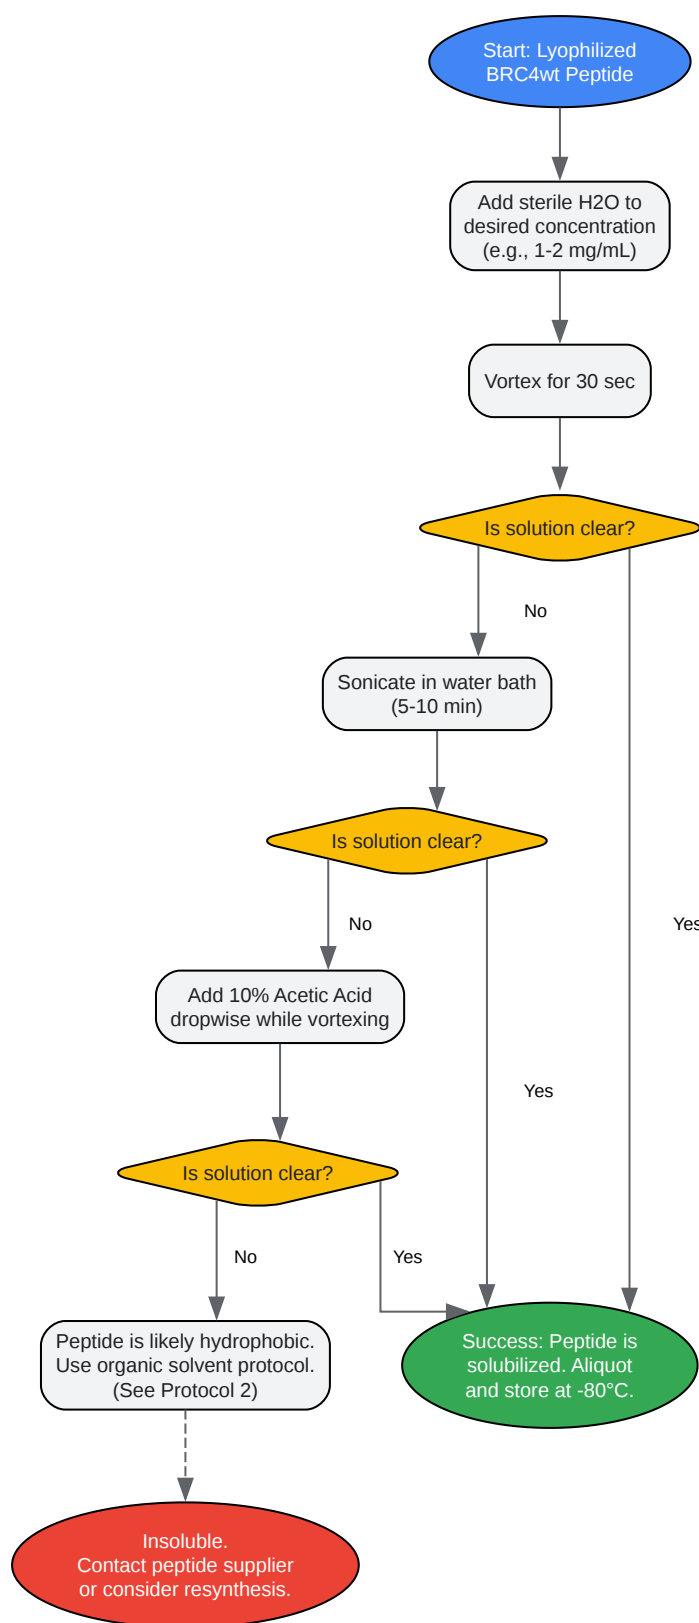 Start: Lyophilized
BRC4wt Peptide
Add sterile H2O to
desired concentration
(e.g., 1-2 mg/mL)
Vortex for 30 sec
Is solution clear?
No
Sonicate in water bath
(5-10 min)
Is solution clear?
No
Yes
Add 10% Acetic Acid
dropwise while vortexing
Yes
Is solution clear?
No
Yes
Peptide is likely hydrophobic.
Use organic solvent protocol.
(See Protocol 2)
Success: Peptide is
solubilized. Aliquot
and store at -80°C.
Insoluble.
Contact peptide supplier
or consider resynthesis.